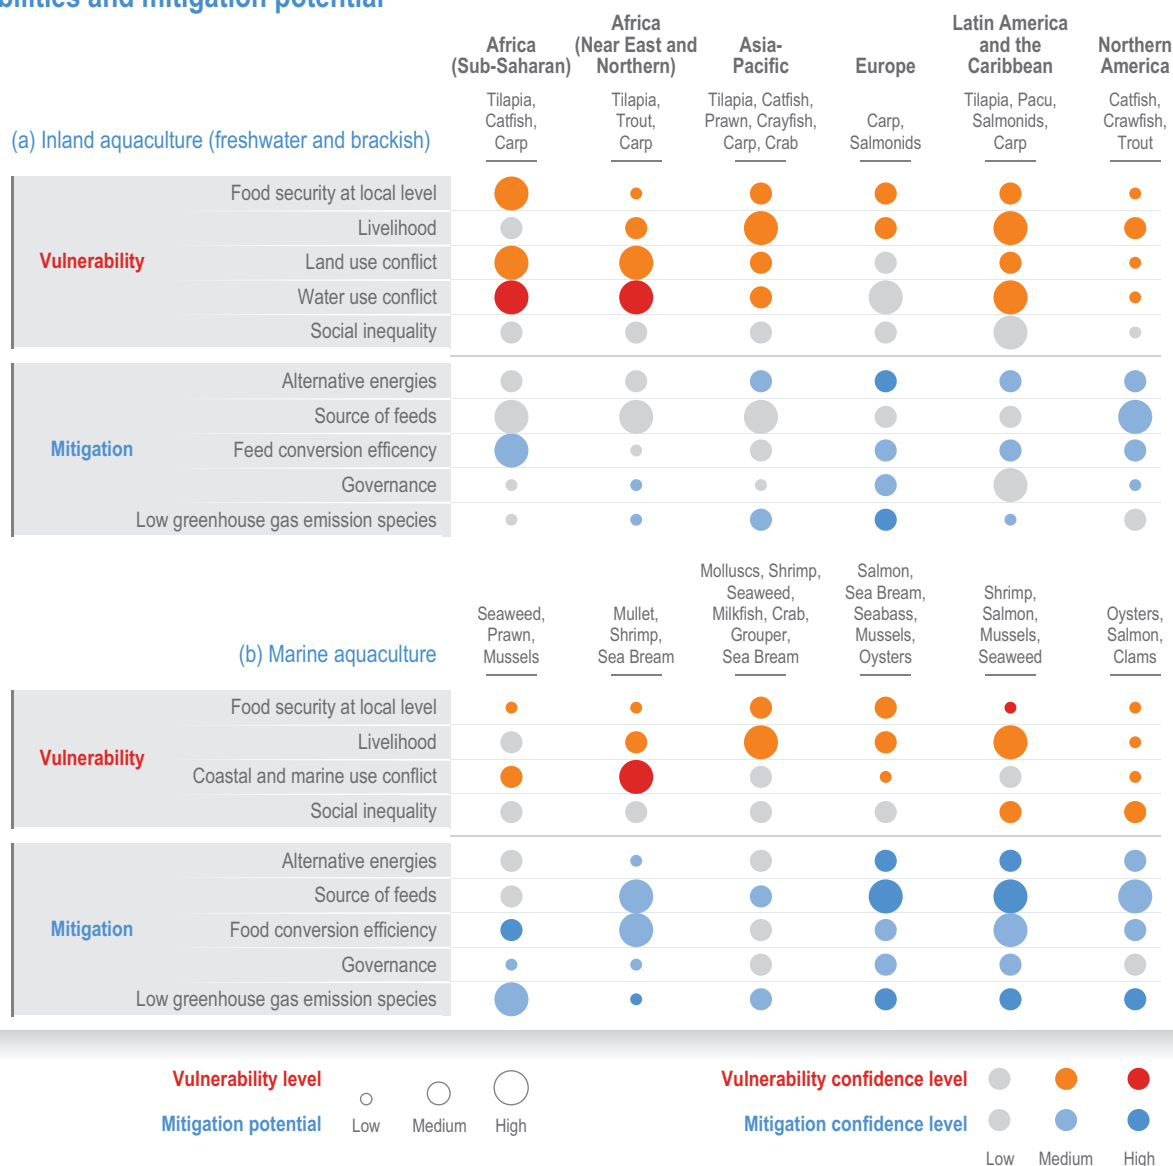 bilities and mitigation potential
Africa
(Sub-Saharan)
Africa
(Near East and
Northern)
Asia-
Pacific
Europe
Latin America
and the
Caribbean
Northern
America
(a) Inland aquaculture (freshwater and brackish)
Tilapia,
Catfish,
Carp
Tilapia,
Trout,
Carp
Tilapia, Catfish,
Prawn, Crayfish,
Carp, Crab
Carp,
Salmonids
Tilapia, Pacu,
Salmonids,
Carp
Catfish,
Crawfish,
Trout
Vulnerability
Food security at local level
Livelihood
Land use conflict
Water use conflict
Social inequality
Mitigation
Alternative energies
Source of feeds
Feed conversion efficency
Governance
Low greenhouse gas emission species
(b) Marine aquaculture
Seaweed,
Prawn,
Mussels
Mullet,
Shrimp,
Sea Bream
Molluscs, Shrimp,
Seaweed,
Milkfish, Crab,
Grouper,
Sea Bream
Salmon,
Sea Bream,
Seabass,
Mussels,
Oysters
Shrimp,
Salmon,
Mussels,
Seaweed
Oysters,
Salmon,
Clams
Vulnerability
Food security at local level
Livelihood
Coastal and marine use conflict
Social inequality
Mitigation
Alternative energies
Source of feeds
Food conversion efficiency
Governance
Low greenhouse gas emission species
Vulnerability level
Mitigation potential
Low Medium High
Vulnerability confidence level
Mitigation confidence level
Low Medium High